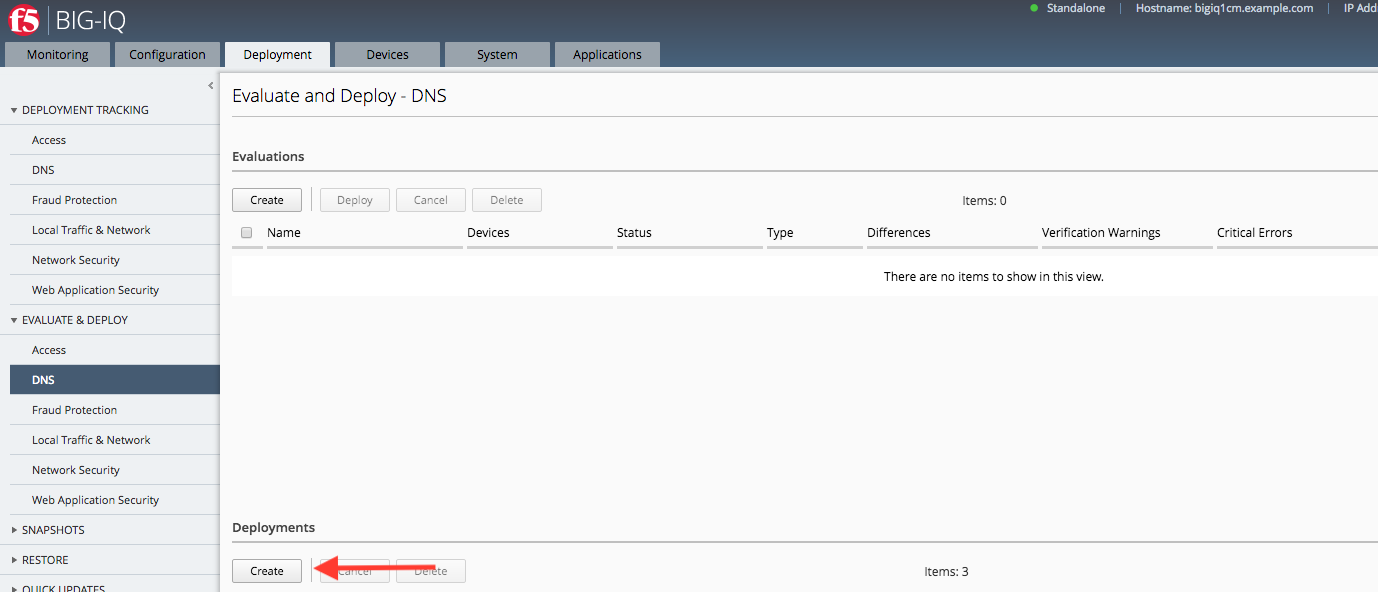 f5 BIG-IQ
Standalone Hostname: bigiq1cm.example.com IP Add
Monitoring Configuration Deployment Devices System Applications
DEPLOYMENT TRACKING
Access
DNS
Fraud Protection
Local Traffic & Network
Network Security
Web Application Security
EVALUATE & DEPLOY
Access
DNS
Fraud Protection
Local Traffic & Network
Network Security
Web Application Security
SNAPSHOTS
RESTORE
QUICK UPDATES
Evaluate and Deploy - DNS
Evaluations
Create Deploy Cancel Delete Items: 0
Name Devices Status Type Differences Verification Warnings Critical Errors
There are no items to show in this view.
Deployments
Create Cancel Delete Items: 3